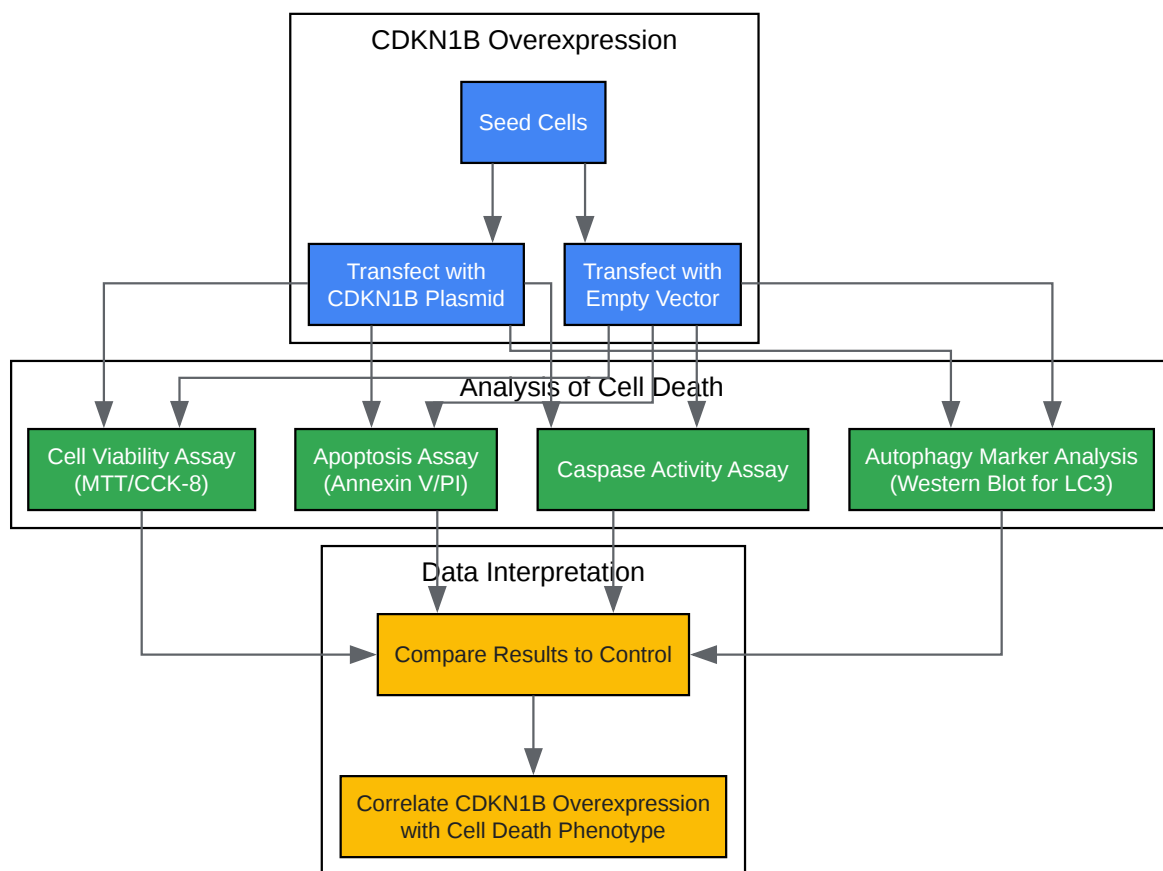 CDKN1B Overexpression
Seed Cells
Transfect with
CDKN1B Plasmid
Transfect with
Empty Vector
Analysis of Cell Death
Cell Viability Assay
(MTT/CCK-8)
Apoptosis Assay
(Annexin V/PI)
Caspase Activity Assay
Autophagy Marker Analysis
(Western Blot for LC3)
Data Interpretation
Compare Results to Control
Correlate CDKN1B Overexpression
with Cell Death Phenotype